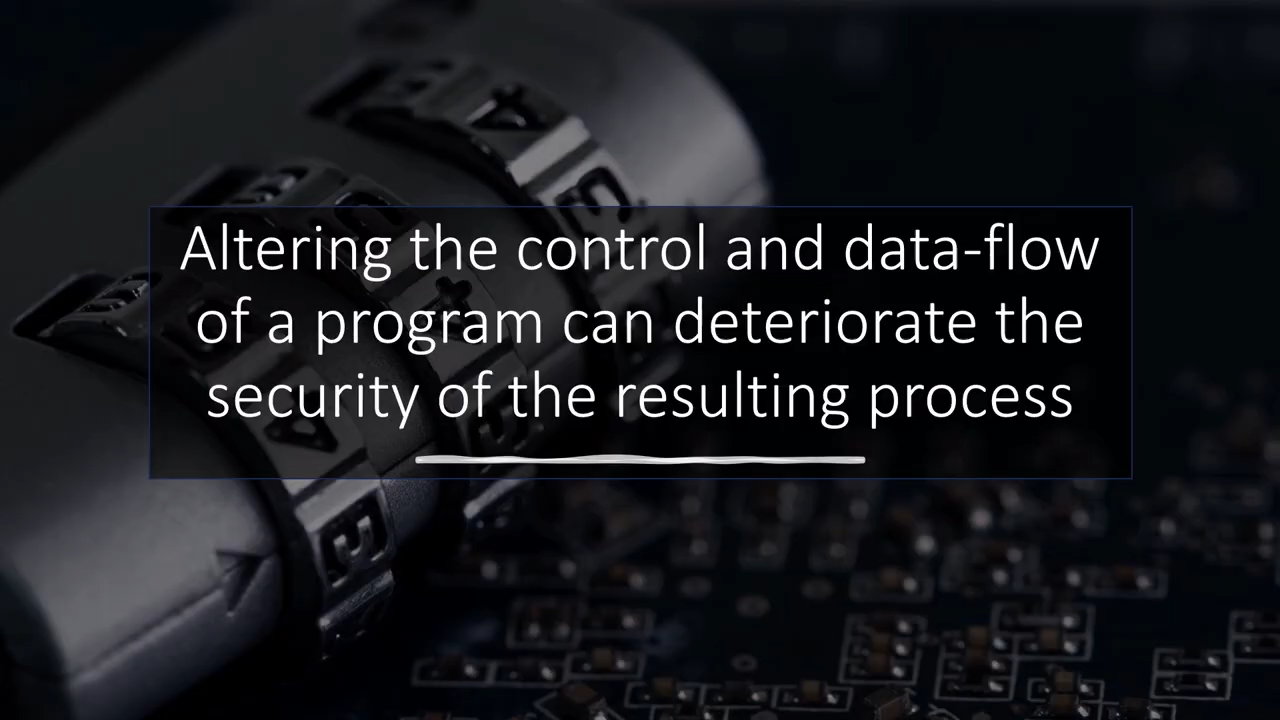 Altering the control and data-flow
of a program can deteriorate the
security of the resulting process